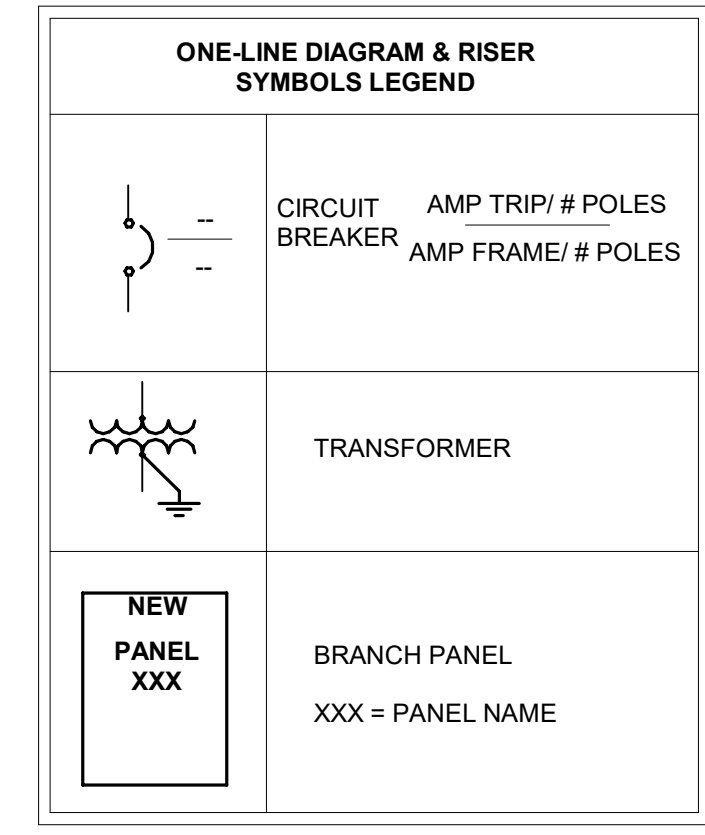 ONE-LINE DIAGRAM & RISER
SYMBOLS LEGEND
--
--
CIRCUIT
BREAKER
AMP TRIP/ # POLES
AMP FRAME/ # POLES
TRANSFORMER
NEW
PANEL
XXX
BRANCH PANEL
XXX = PANEL NAME